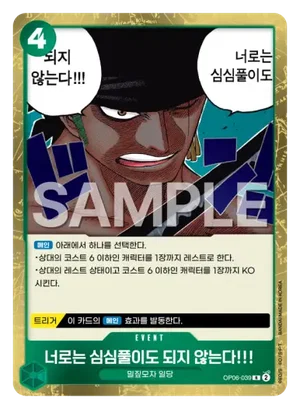 4
되지
않는다!!!
너로는
심심풀이도
SAMPLE
메인 아래에서 하나를 선택한다.
•상대의 코스트 6 이하인 캐릭터를 1장까지 레스트로 한다.
•상대의 레스트 상태이고 코스트 6 이하인 캐릭터를 1장까지 KO
시킨다.
트리거 이 카드의 메인 효과를 발동한다.
EVENT
너로는 심심풀이도 되지 않는다!!!
밀짚모자 일당
OP06-039 R 2